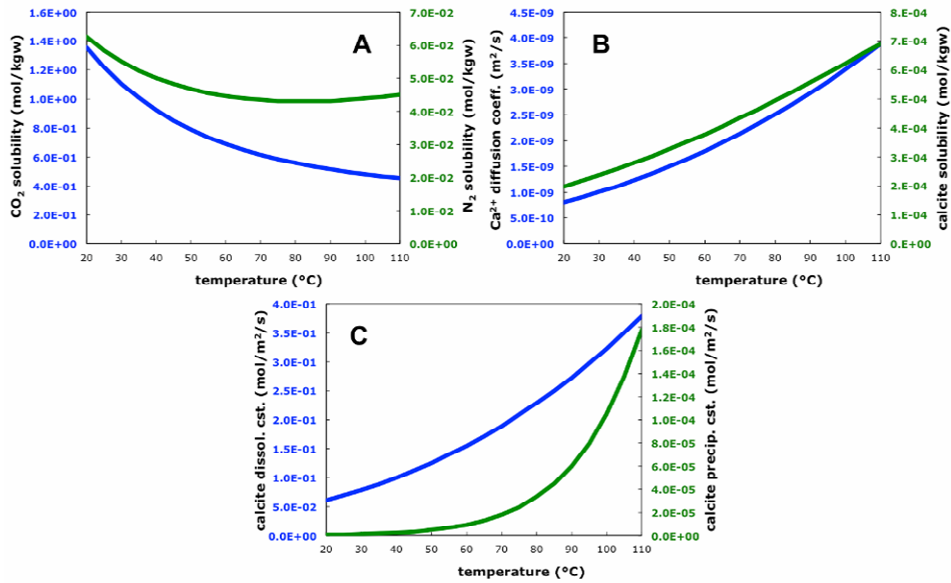 A
CO2 solubility (mol/kgw)
1.6E+00
1.4E+00
1.2E+00
1.0E+00
8.0E-01
6.0E-01
4.0E-01
2.0E-01
0.0E+00
7.0E-02
6.0E-02
5.0E-02
4.0E-02
3.0E-02
2.0E-02
1.0E-02
0.0E+00
N2 solubility (mol/kgw)
20 30 40 50 60 70 80 90 100 110
temperature (°C)
B
Ca2+ diffusion coeff. (m2/s)
4.5E-09
4.0E-09
3.5E-09
3.0E-09
2.5E-09
2.0E-09
1.5E-09
1.0E-09
5.0E-10
0.0E+00
8.E-04
7.E-04
6.E-04
5.E-04
4.E-04
3.E-04
2.E-04
1.E-04
0.E+00
calcite solubility (mol/kgw)
20 30 40 50 60 70 80 90 100 110
temperature (°C)
C
calcite dissol. cst. (mol/m2/s)
4.0E-01
3.5E-01
3.0E-01
2.5E-01
2.0E-01
1.5E-01
1.0E-01
5.0E-02
0.0E+00
2.0E-04
1.8E-04
1.6E-04
1.4E-04
1.2E-04
1.0E-04
8.0E-05
6.0E-05
4.0E-05
2.0E-05
0.0E+00
calcite precip. cst. (mol/m2/s)
20 30 40 50 60 70 80 90 100 110
temperature (°C)